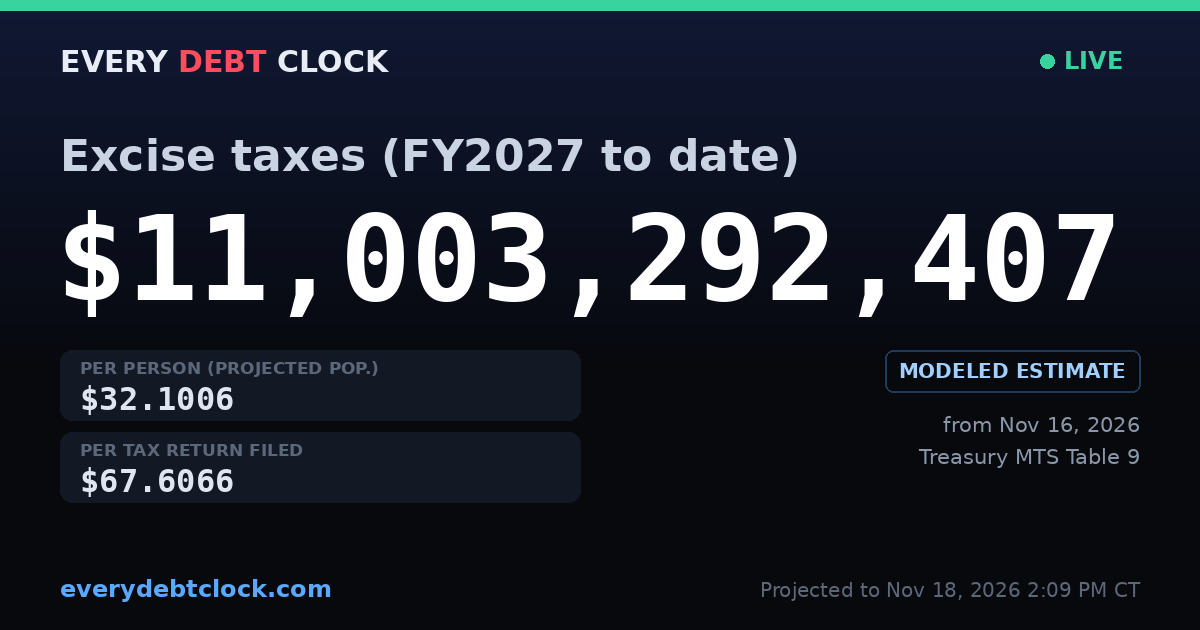 EVERY DEBT CLOCK
LIVE
Excise taxes (FY2027 to date)
$11,003,292,407
PER PERSON (PROJECTED POP.)
$32.1006
PER TAX RETURN FILED
$67.6066
MODELED ESTIMATE
from Nov 16, 2026
Treasury MTS Table 9
everydebtclock.com
Projected to Nov 18, 2026 2:09 PM CT